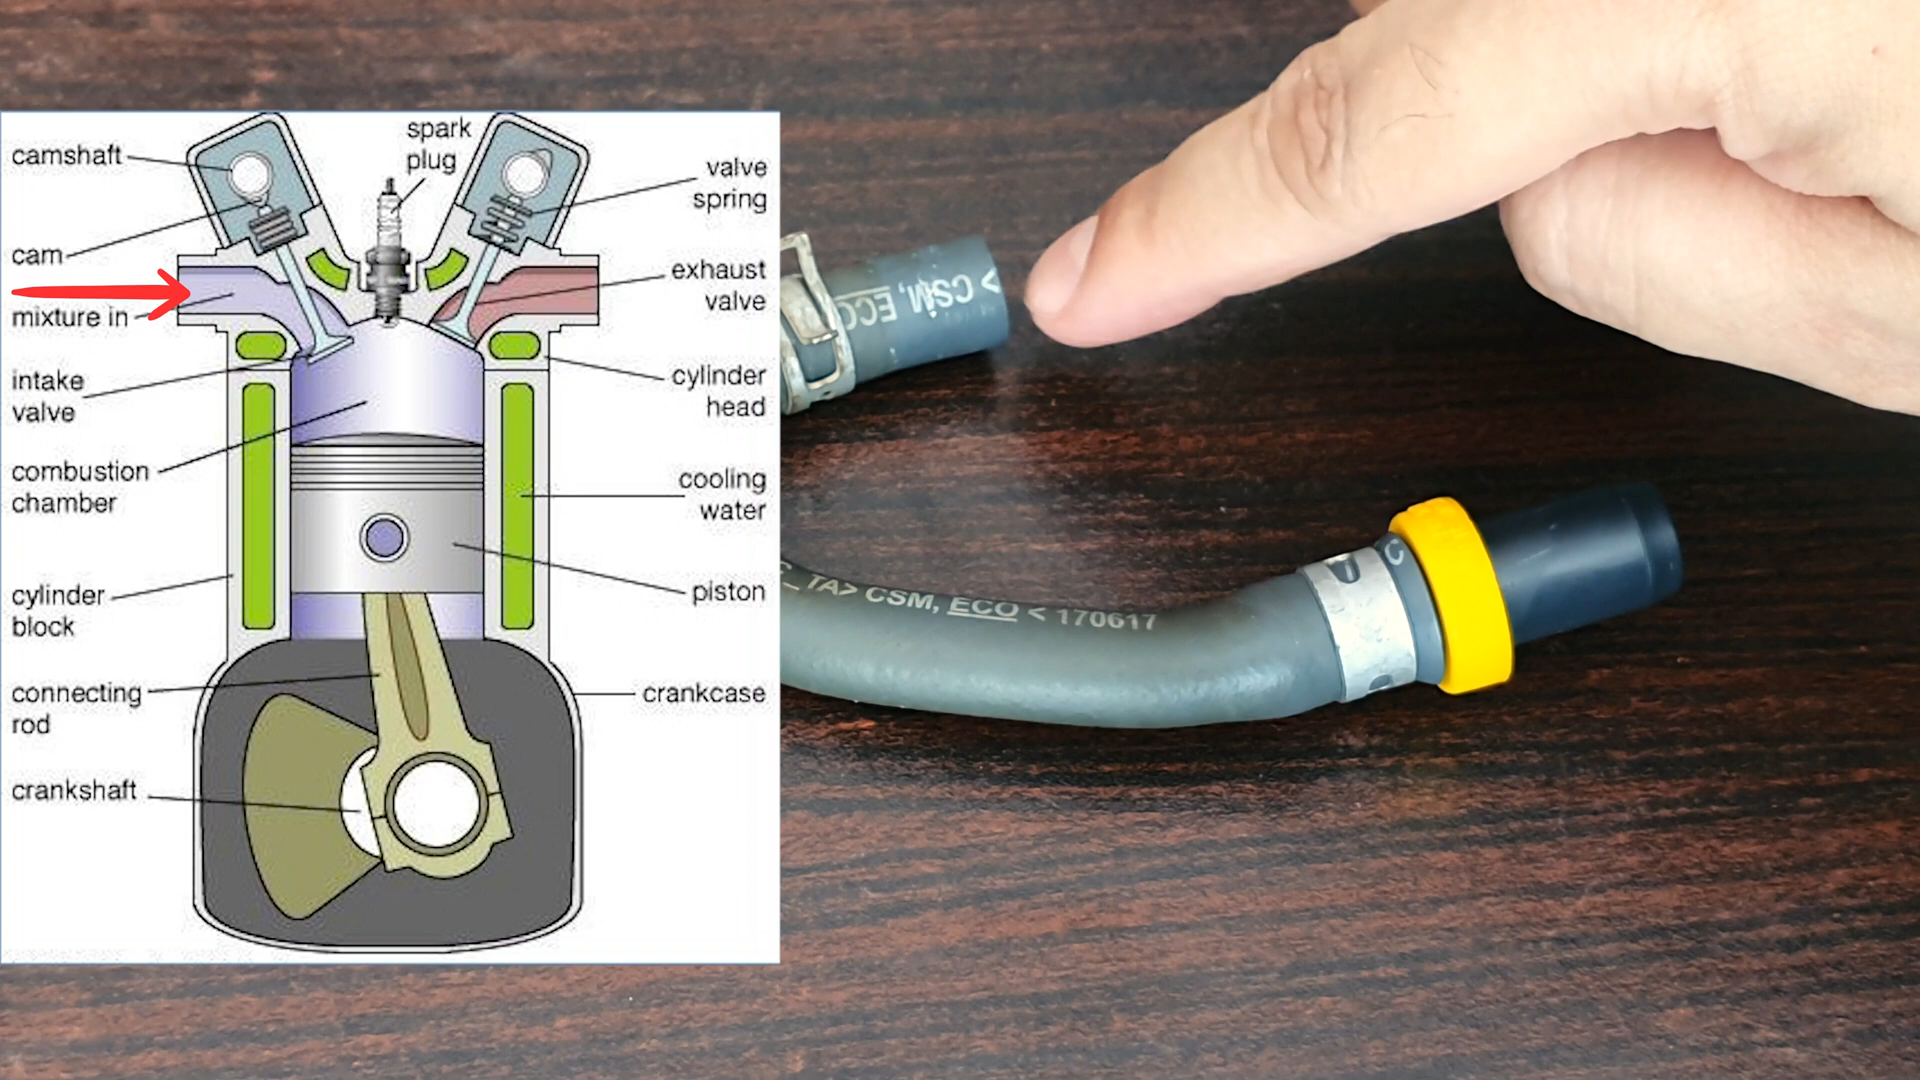 camshaft
spark
plug
valve
spring
cam
exhaust
valve
mixture in
intake
valve
cylinder
head
combustion
chamber
cooling
water
cylinder
block
piston
connecting
rod
crankcase
crankshaft
> CSM, ECO
C_TA> CSM, ECO < 170617